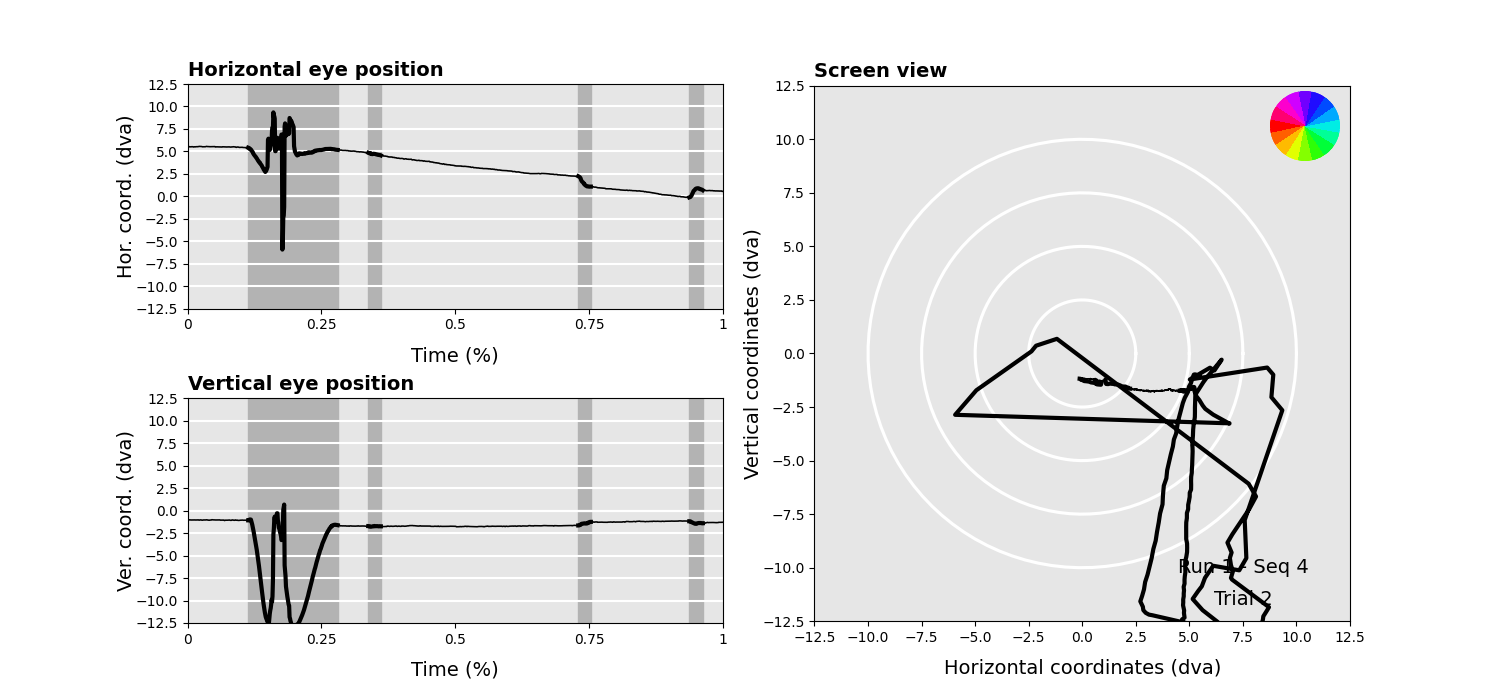 Horizontal eye position
12.5
10.0
7.5
5.0
2.5
0.0
−2.5
−5.0
−7.5
−10.0
−12.5
Hor. coord. (dva)
0 0.25 0.5 0.75 1
Time (%)
Vertical eye position
12.5
10.0
7.5
5.0
2.5
0.0
−2.5
−5.0
−7.5
−10.0
−12.5
Ver. coord. (dva)
0 0.25 0.5 0.75 1
Time (%)
Screen view
12.5
10.0
7.5
5.0
2.5
0.0
−2.5
−5.0
−7.5
−10.0
−12.5
Vertical coordinates (dva)
Run 1 - Seq 4
Trial 2
−12.5 −10.0 −7.5 −5.0 −2.5 0.0 2.5 5.0 7.5 10.0 12.5
Horizontal coordinates (dva)